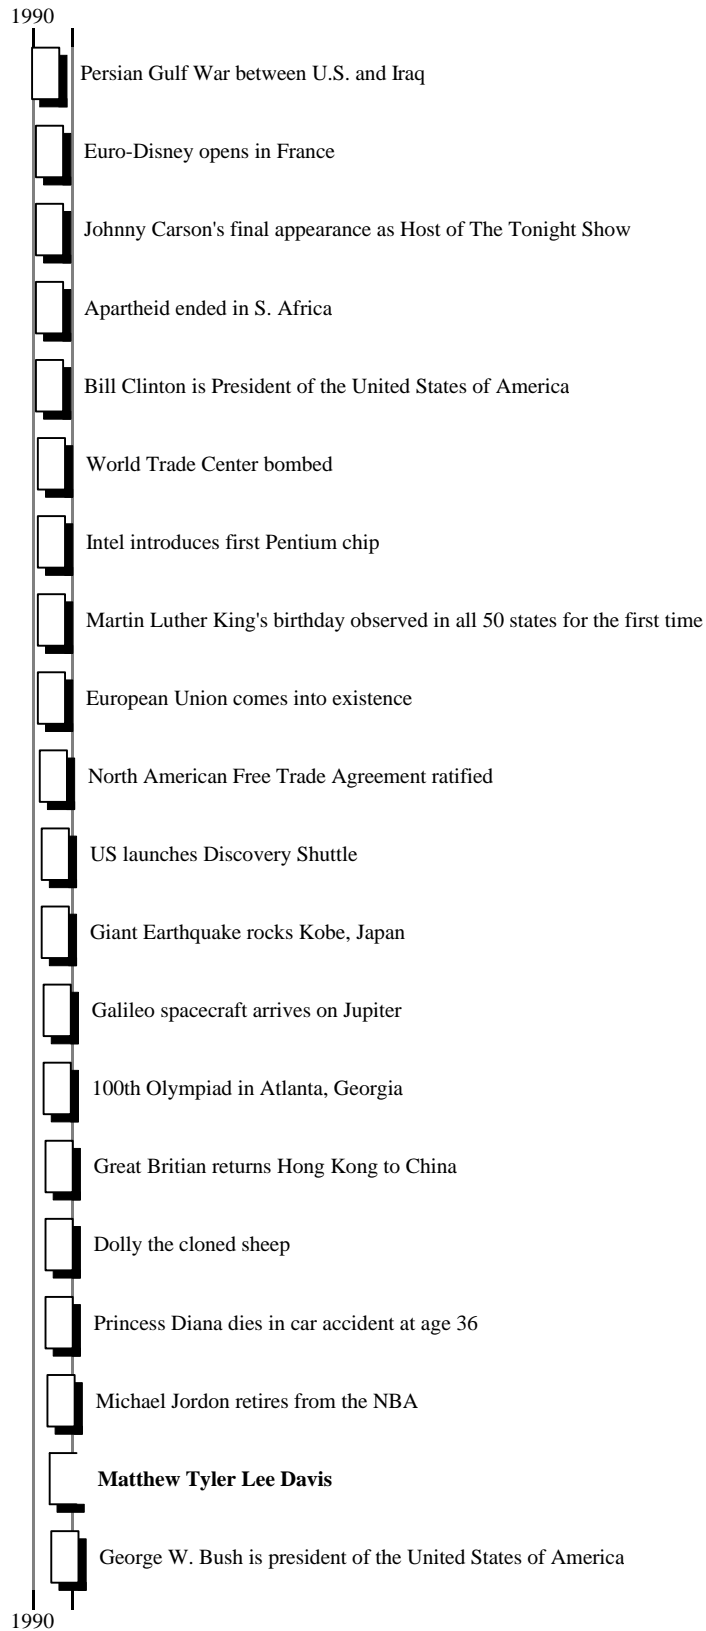 1990
Persian Gulf War between U.S. and Iraq
Euro-Disney opens in France
Johnny Carson's final appearance as Host of The Tonight Show
Apartheid ended in S. Africa
Bill Clinton is President of the United States of America
World Trade Center bombed
Intel introduces first Pentium chip
Martin Luther King's birthday observed in all 50 states for the first time
European Union comes into existence
North American Free Trade Agreement ratified
US launches Discovery Shuttle
Giant Earthquake rocks Kobe, Japan
Galileo spacecraft arrives on Jupiter
100th Olympiad in Atlanta, Georgia
Great Britian returns Hong Kong to China
Dolly the cloned sheep
Princess Diana dies in car accident at age 36
Michael Jordon retires from the NBA
Matthew Tyler Lee Davis
George W. Bush is president of the United States of America
1990